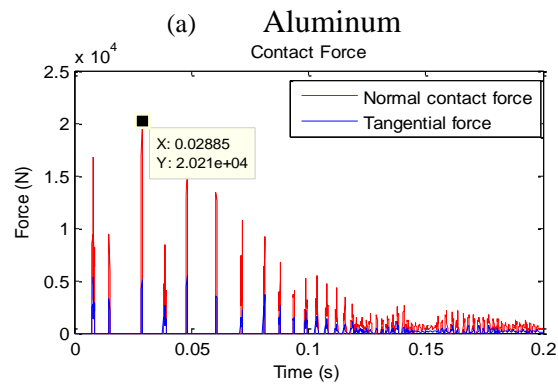 (a) Aluminum
Contact Force
x 10^4
2.5
2
1.5
1
0.5
0
Force (N)
Normal contact force
Tangential force
X: 0.02885
Y: 2.021e+04
0 0.05 0.1 0.15 0.2
Time (s)